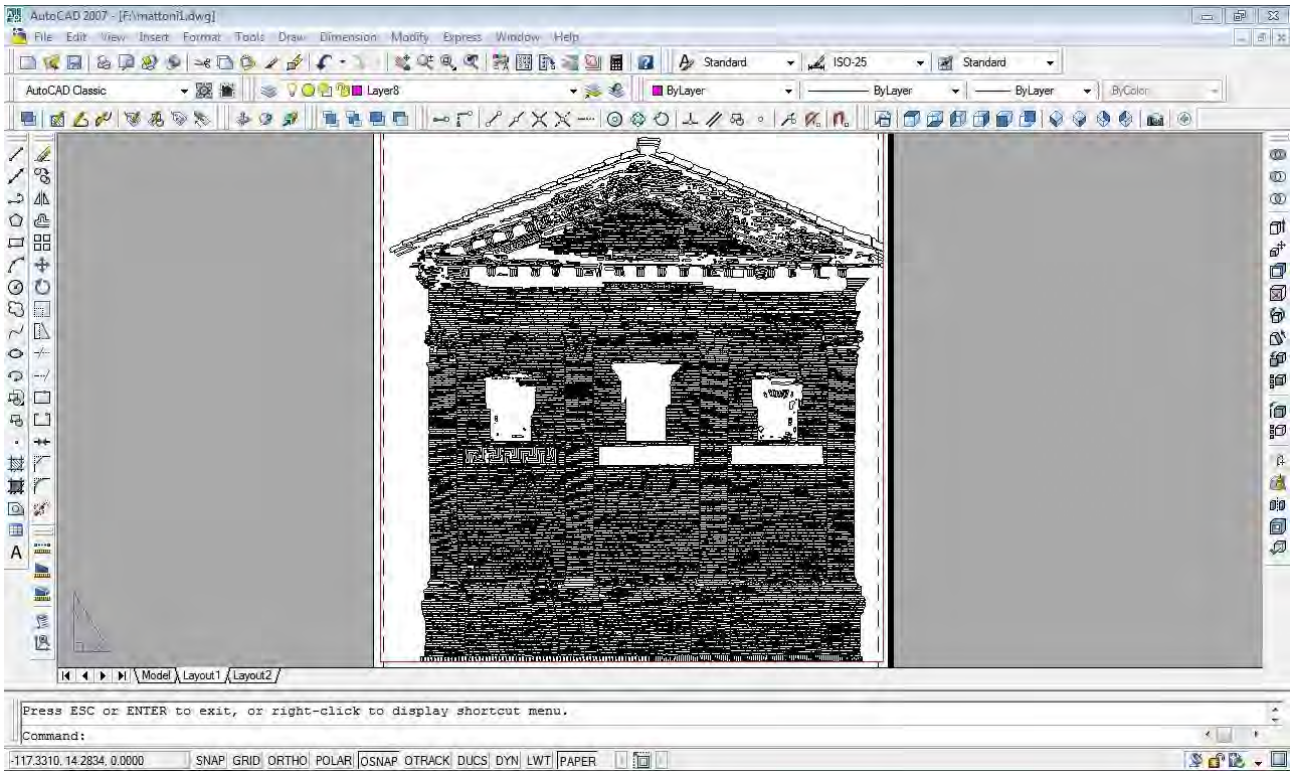 AutoCAD 2007 - [F:\mattoni1.dwg]
File Edit View Insert Format Tools Draw Dimension Modify Express Window Help
Standard ISO-25 Standard
AutoCAD Classic Layer8 ByLayer ByLayer ByLayer ByColor
Model Layout1 Layout2
Press ESC or ENTER to exit, or right-click to display shortcut menu.
Command:
-117.3310, 14.2834, 0.0000 SNAP GRID ORTHO POLAR OSNAP OTRACK DUCS DYN LWT PAPER